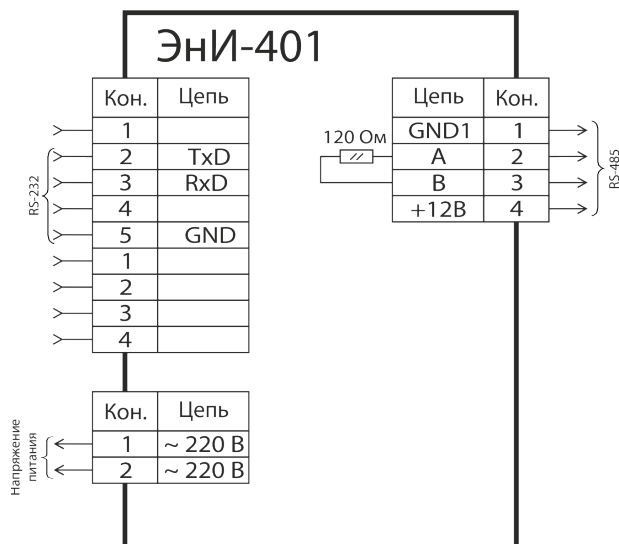 ЭнИ-401
Кон. Цепь
1
2 TxD
3 RxD
4
5 GND
1
2
3
4
RS-232
Цепь Кон.
GND1 1
A 2
B 3
+12В 4
120 Ом
RS-485
Кон. Цепь
1 ~ 220 В
2 ~ 220 В
Напряжение
питания